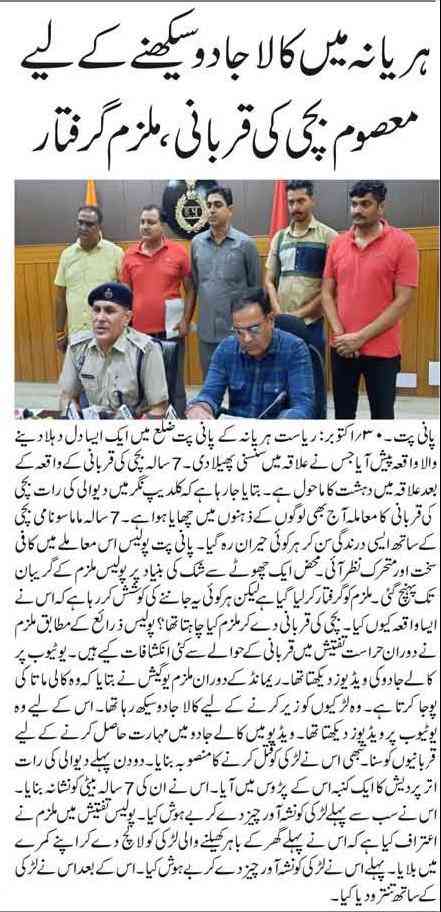 ہریانہ میں کالا جادو سیکھنے کے لیے
معصوم بچی کی قربانی، ملزم گرفتار
پانی پت۔۳۰؍اکتوبر: ریاست ہریانہ کے پانی پت ضلع میں ایک ایسا دل دہلا دینے
والا واقعہ پیش آیا جس نے علاقہ میں سنسنی پھیلا دی۔7 سالہ بچی کی قربانی کے واقعہ کے
بعد علاقہ میں دہشت کا ماحول ہے۔ بتایا جا رہا ہے کہ کلدیپ نگر میں دیوالی کی رات بچی
کی قربانی کا معاملہ آج بھی لوگوں کے ذہنوں میں چھایا ہوا ہے۔7 سالہ ماما سونامی بچی
کے ساتھ ایسی درندگی سن کر ہر کوئی حیران رہ گیا۔ پانی پت پولیس اس معاملے میں کافی
سخت اور متحرک نظر آئی۔ محض ایک چھوٹے سے شک کی بنیاد پر پولیس ملزم کے گریبان
تک پہنچ گئی۔ ملزم کو گرفتار کر لیا گیا ہے لیکن ہر کوئی یہ جاننے کی کوشش کر رہا ہے کہ اس نے
ایسا واقعہ کیوں کیا۔ بچی کی قربانی دے کر ملزم کیا چاہتا تھا؟ پولیس ذرائع کے مطابق ملزم
نے دوران حراست تفتیش میں قربانی کے حوالے سے کئی انکشافات کیے ہیں۔ یوٹیوب پر
کالے جادو کی ویڈیوز دیکھتا تھا۔ ریمانڈ کے دوران ملزم یوگیش نے بتایا کہ وہ کالی ماتا کی
پوجا کرتا ہے۔ وہ لڑکیوں کو زیر کرنے کے لیے کالا جادو سیکھ رہا تھا۔ اس کے لیے وہ
یوٹیوب پر ویڈیوز دیکھتا تھا۔ ویڈیو میں کالے جادو میں مہارت حاصل کرنے کے لیے
قربانیوں کو سنا۔ تبھی اس نے لڑکی کو قتل کرنے کا منصوبہ بنایا۔ دو دن پہلے دیوالی کی رات
اتر پردیش کا ایک کنبہ اس کے پڑوس میں آیا۔ اس نے ان کی 7 سالہ بیٹی کو نشانہ بنایا۔
اس نے سب سے پہلے لڑکی کو نشہ آور چیز دے کر بے ہوش کیا۔ پولیس تفتیش میں ملزم نے
اعتراف کیا ہے کہ اس نے پہلے گھر کے باہر کھیلنے والی لڑکی کو لالچ دے کر اپنے کمرے
میں بلایا۔ پہلے اس نے لڑکی کو نشہ آور چیز دے کر بے ہوش کیا۔ اس کے بعد اس نے لڑکی
کے ساتھ تنتر ودیا کیا۔